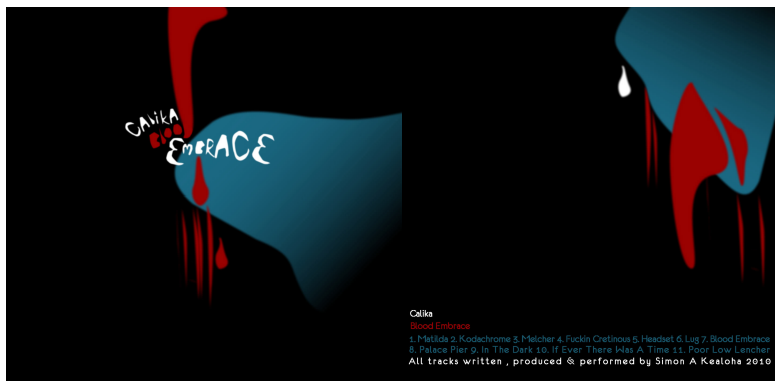 CALIKA
BLOOD
EMBRACE
Calika
Blood Embrace
1. Matilda 2. Kodachrome 3. Melcher 4. Fuckin Cretinous 5. Headset 6. Lug 7. Blood Embrace
8. Palace Pier 9. In The Dark 10. If Ever There Was A Time 11. Poor Low Lencher
All tracks written , produced & performed by Simon A Kealoha 2010